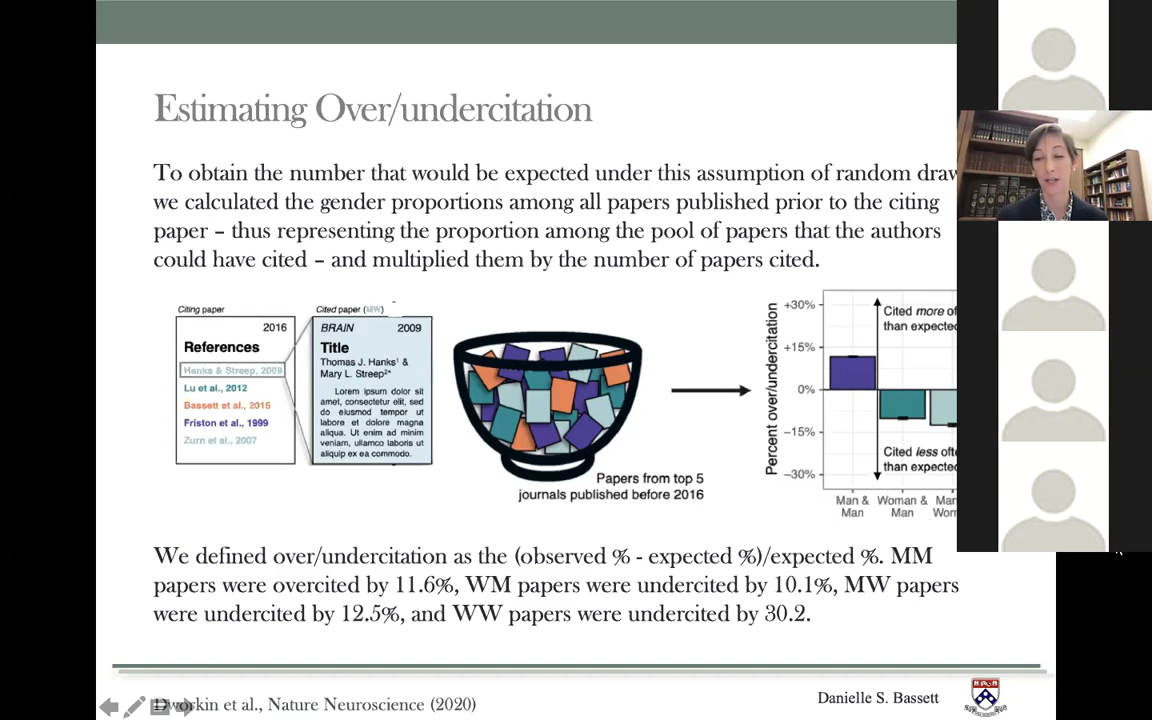 Estimating Over/undercitation
To obtain the number that would be expected under this assumption of random draw
we calculated the gender proportions among all papers published prior to the citing
paper – thus representing the proportion among the pool of papers that the authors
could have cited – and multiplied them by the number of papers cited.
Citing paper
2016
References
Hanks & Streep, 2009
Lu et al., 2012
Bassett et al., 2015
Friston et al., 1999
Zurn et al., 2007
Cited paper (MW)
BRAIN 2009
Title
Thomas J. Hanks¹ &
Mary L. Streep²*
Lorem ipsum dolor sit
amet, consectetur elit, sed
do eiusmod tempor ut
labore et dolore magna
aliqua. Ut enim ad minim
veniam, ullamco laboris ut
aliquip ex ea commodo.
Papers from top 5
journals published before 2016
Percent over/undercitation
+30%
+15%
0%
−15%
−30%
Cited more of
than expected
Cited less oft
than expected
Man &
Man
Woman &
Man
Man
Wom
We defined over/undercitation as the (observed % - expected %)/expected %. MM
papers were overcited by 11.6%, WM papers were undercited by 10.1%, MW papers
were undercited by 12.5%, and WW papers were undercited by 30.2.
Dworkin et al., Nature Neuroscience (2020)
Danielle S. Bassett